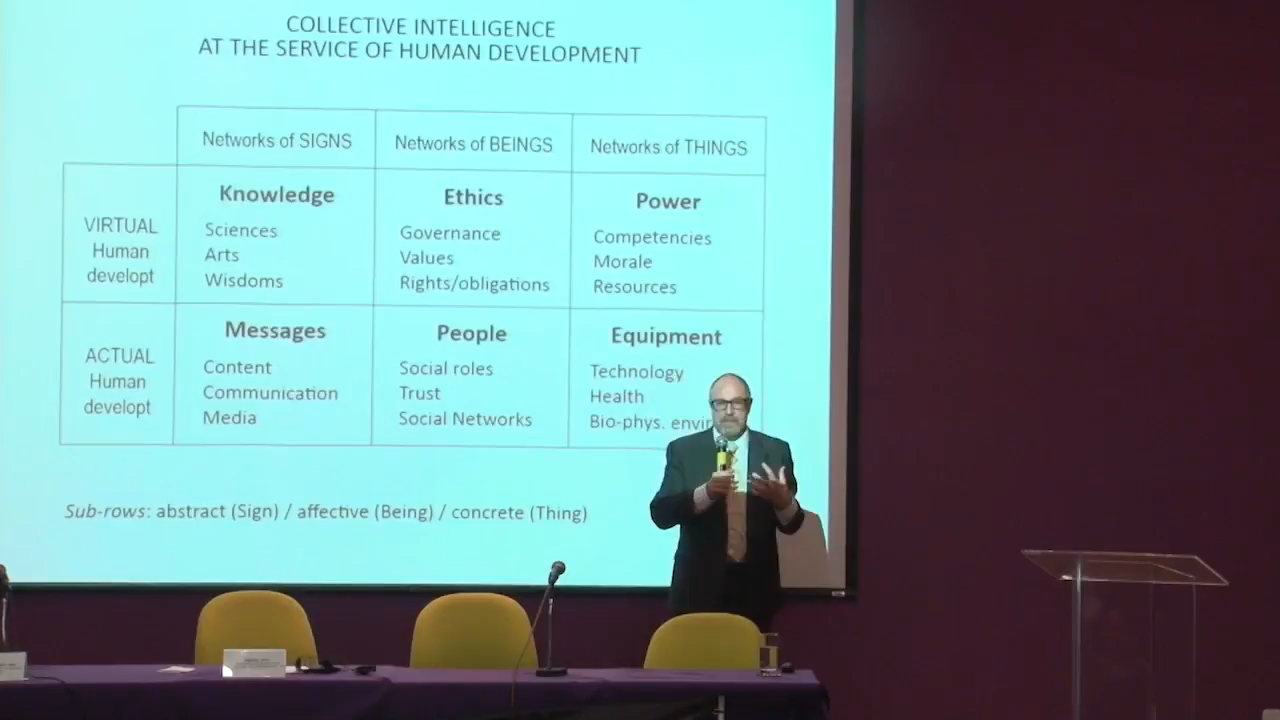 COLLECTIVE INTELLIGENCE
AT THE SERVICE OF HUMAN DEVELOPMENT
Networks of SIGNS
Networks of BEINGS
Networks of THINGS
VIRTUAL
Human
developt
Knowledge
Sciences
Arts
Wisdoms
Ethics
Governance
Values
Rights/obligations
Power
Competencies
Morale
Resources
ACTUAL
Human
developt
Messages
Content
Communication
Media
People
Social roles
Trust
Social Networks
Equipment
Technology
Health
Bio-phys. envir
Sub-rows: abstract (Sign) / affective (Being) / concrete (Thing)